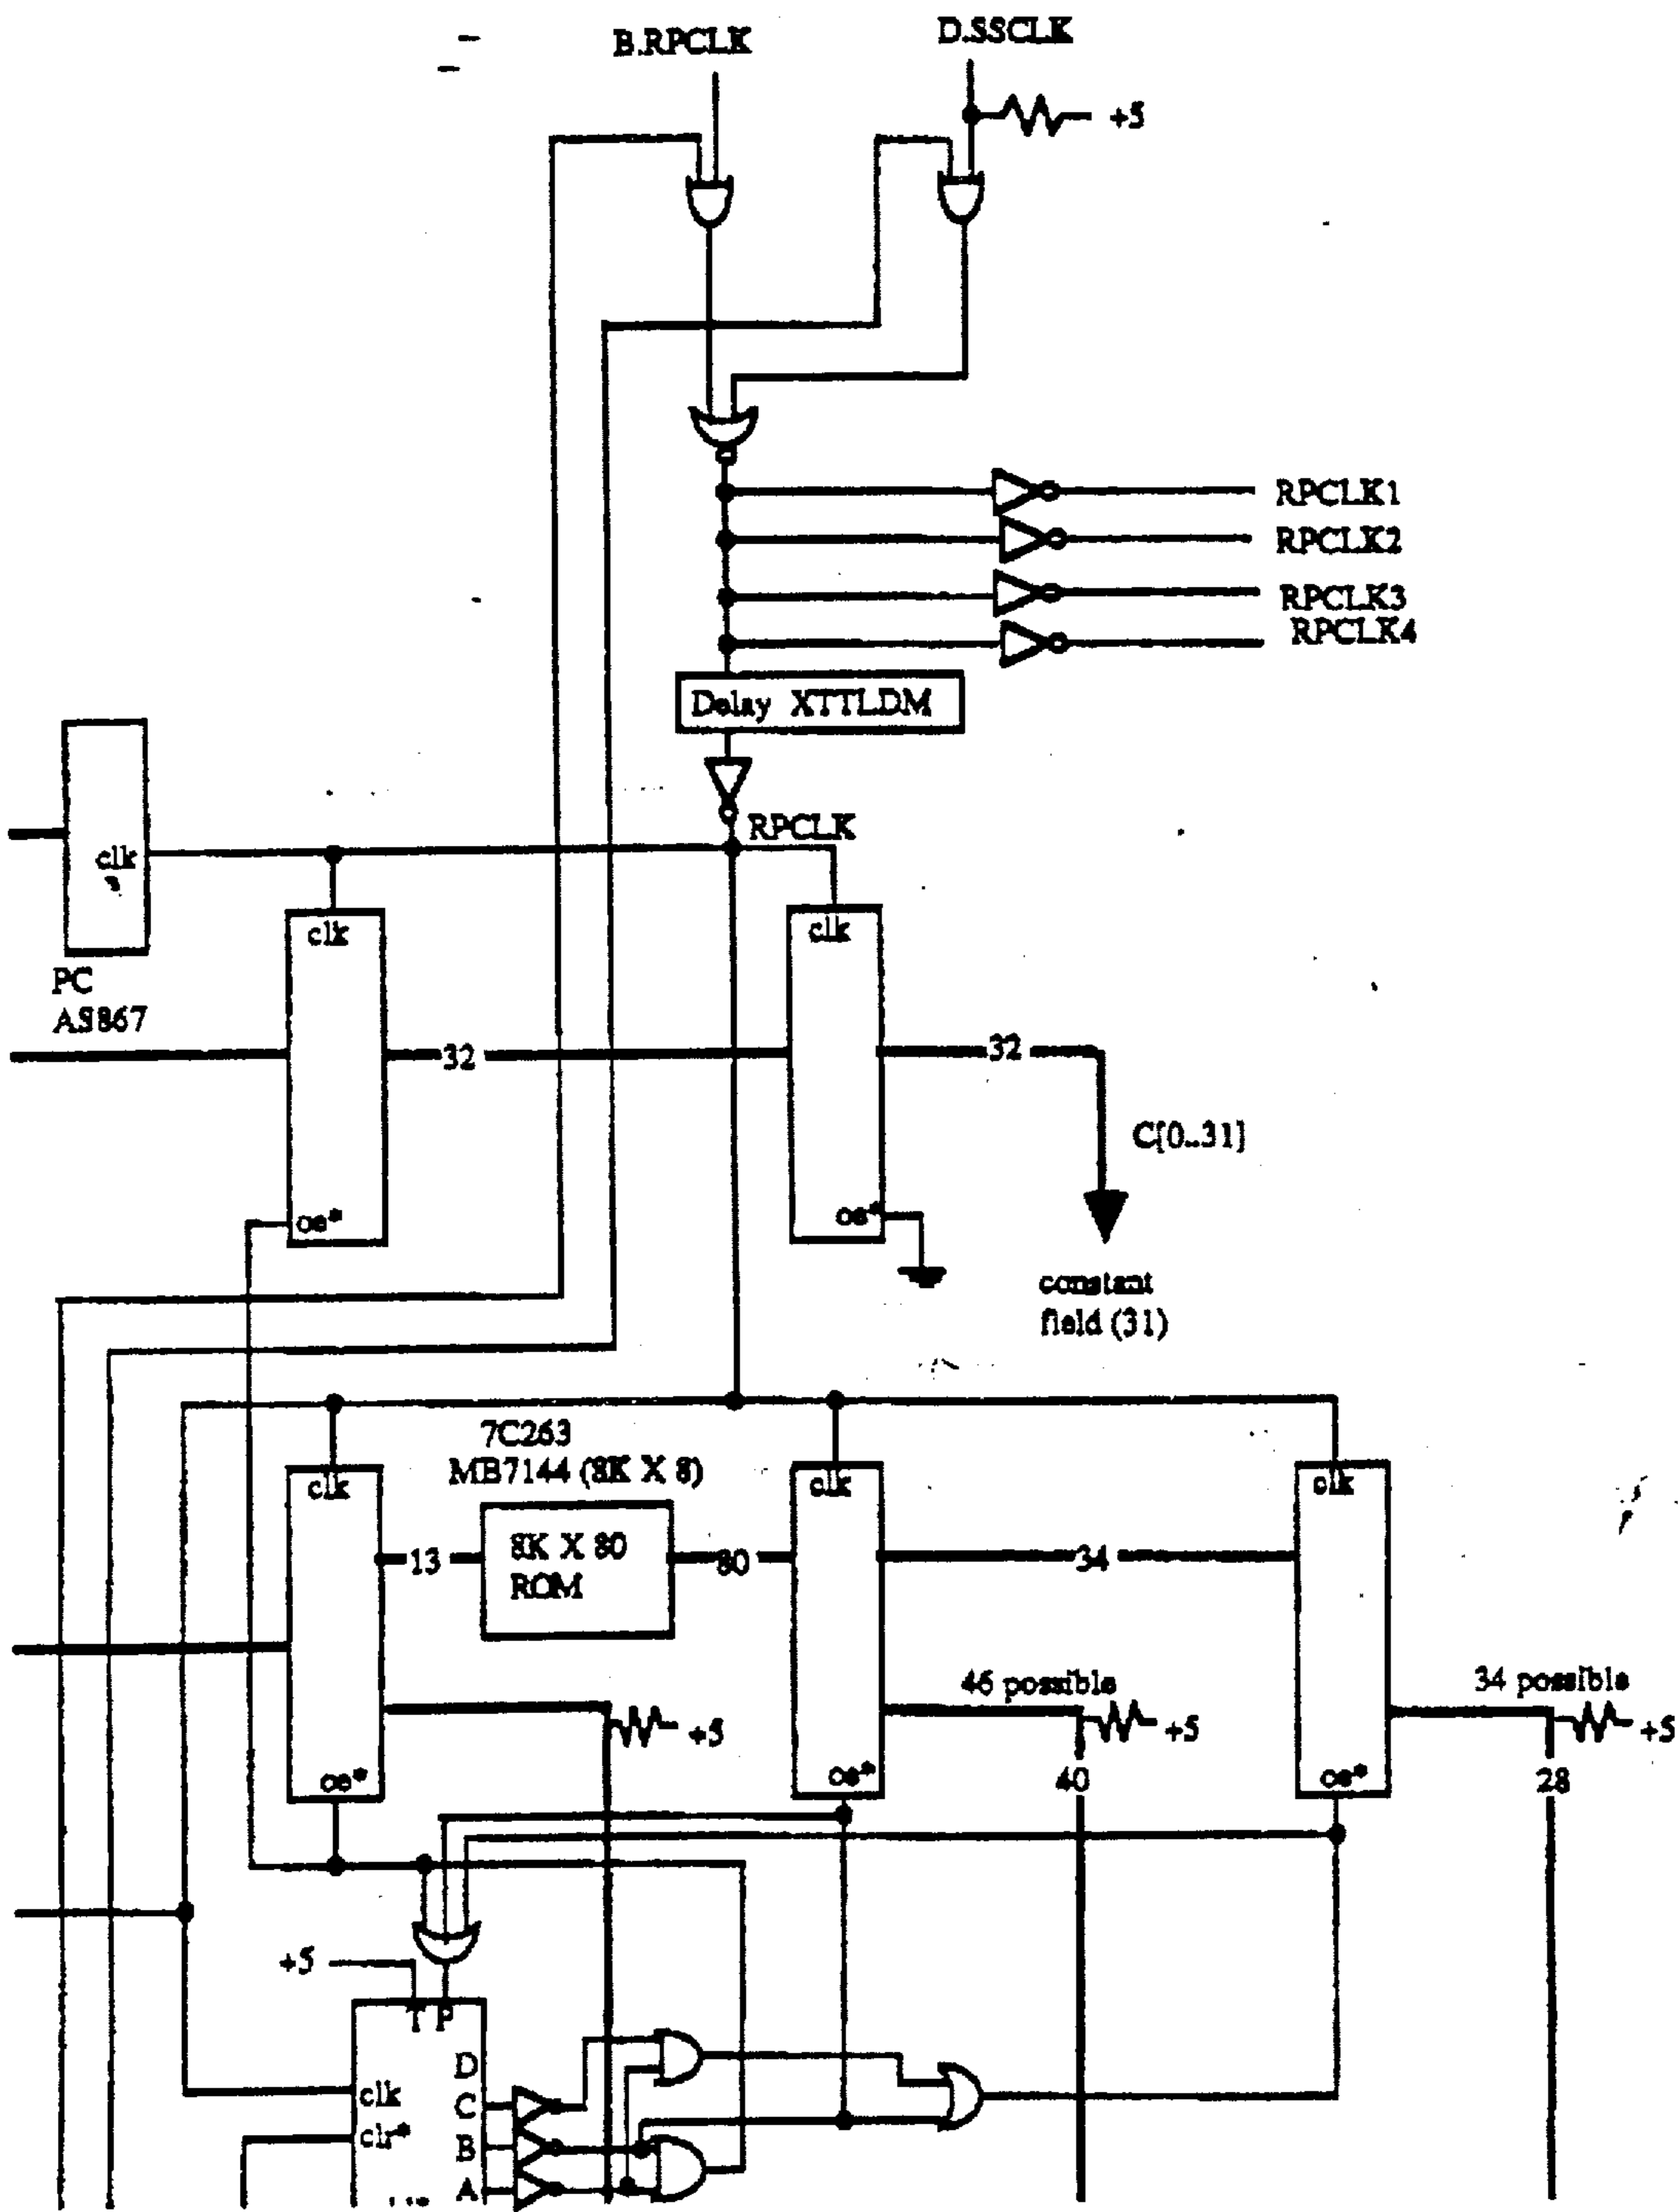 B.RPCLK
D.SSCLK
+5
RPCLK1
RPCLK2
RPCLK3
RPCLK4
Delay XTTLDM
RPCLK
clk
clk
clk
PC
AS867
32
32
C[0..31]
oe*
oe*
constant
field (31)
7C263
MB7144 (8K X 8)
clk
clk
clk
13
8K X 80
ROM
80
34
46 possible
34 possible
+5
+5
+5
oe*
oe*
oe*
40
28
+5
T P
D
clk
C
clr*
B
A